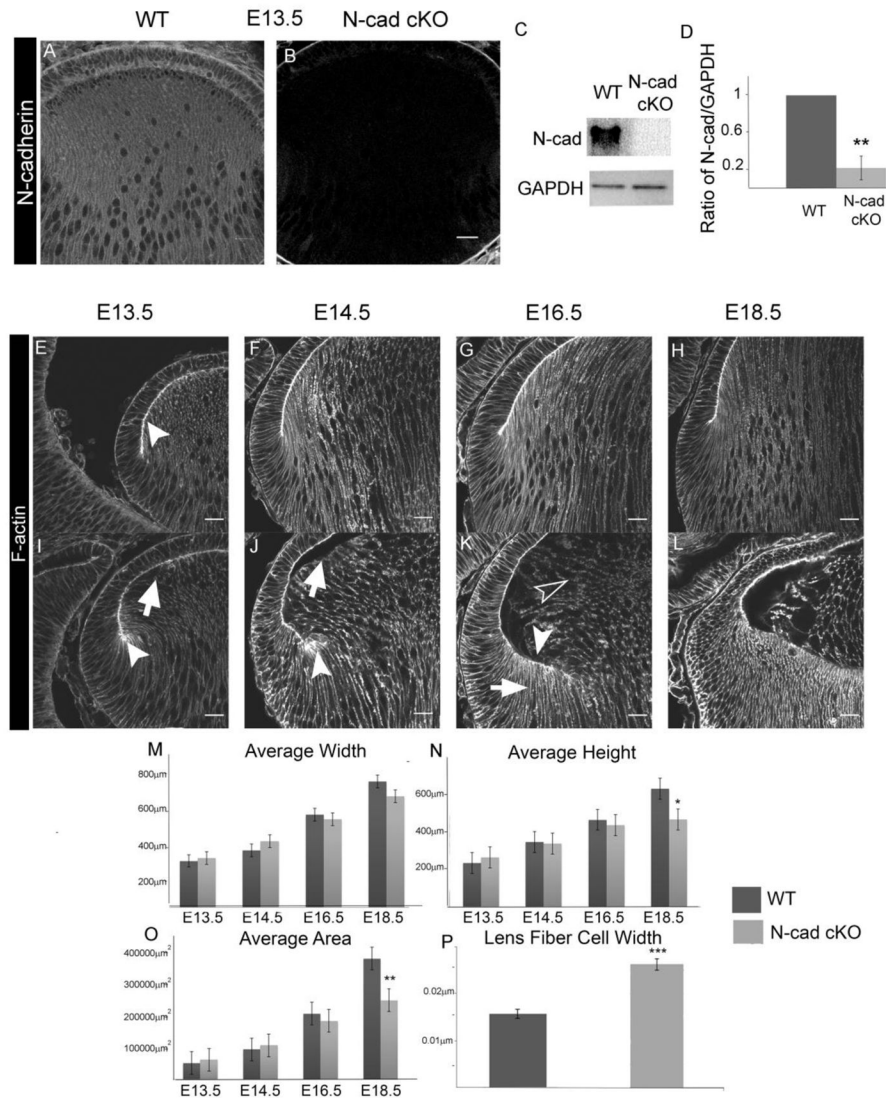 WT E13.5 N-cad cKO
A
B
N-cadherin
C
WT N-cad cKO
N-cad
GAPDH
D
Ratio of N-cad/GAPDH
1
0.6
0.2
**
WT
N-cad
cKO
E13.5 E14.5 E16.5 E18.5
F-actin
E F G H
I J K L
M Average Width
800µm
600µm
400µm
200µm
E13.5 E14.5 E16.5 E18.5
N Average Height
600µm
400µm
200µm
*
E13.5 E14.5 E16.5 E18.5
WT
N-cad cKO
O Average Area
400000µm²
300000µm²
200000µm²
100000µm²
**
E13.5 E14.5 E16.5 E18.5
P Lens Fiber Cell Width
***
0.02µm
0.01µm